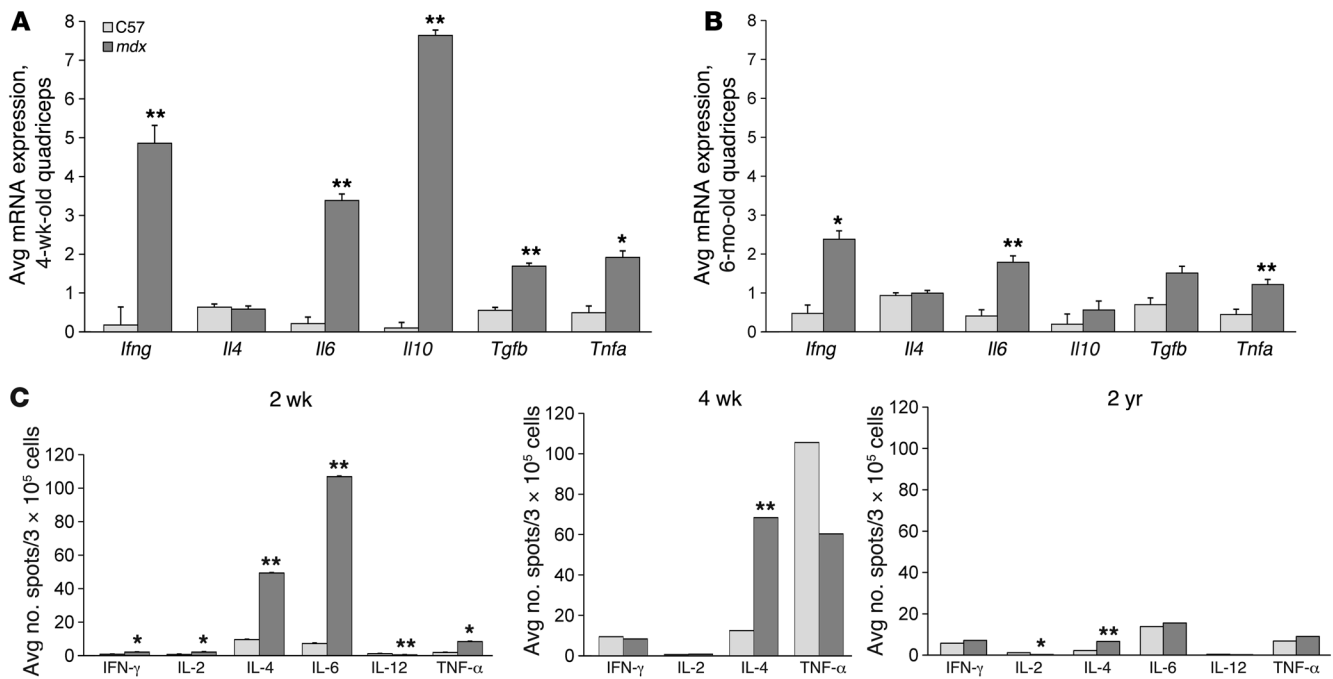 A
C57
mdx
Avg mRNA expression,
4-wk-old quadriceps
8
7
6
5
4
3
2
1
0
**
**
**
**
*
Ifng Il4 Il6 Il10 Tgfb Tnfa
B
Avg mRNA expression,
6-mo-old quadriceps
8
7
6
5
4
3
2
1
0
*
**
**
Ifng Il4 Il6 Il10 Tgfb Tnfa
C
2 wk
Avg no. spots/3 × 10⁵ cells
120
100
80
60
40
20
0
*
*
**
**
**
*
IFN-γ IL-2 IL-4 IL-6 IL-12 TNF-α
4 wk
Avg no. spots/3 × 10⁵ cells
120
100
80
60
40
20
0
**
IFN-γ IL-2 IL-4 TNF-α
2 yr
Avg no. spots/3 × 10⁵ cells
120
100
80
60
40
20
0
*
**
IFN-γ IL-2 IL-4 IL-6 IL-12 TNF-α